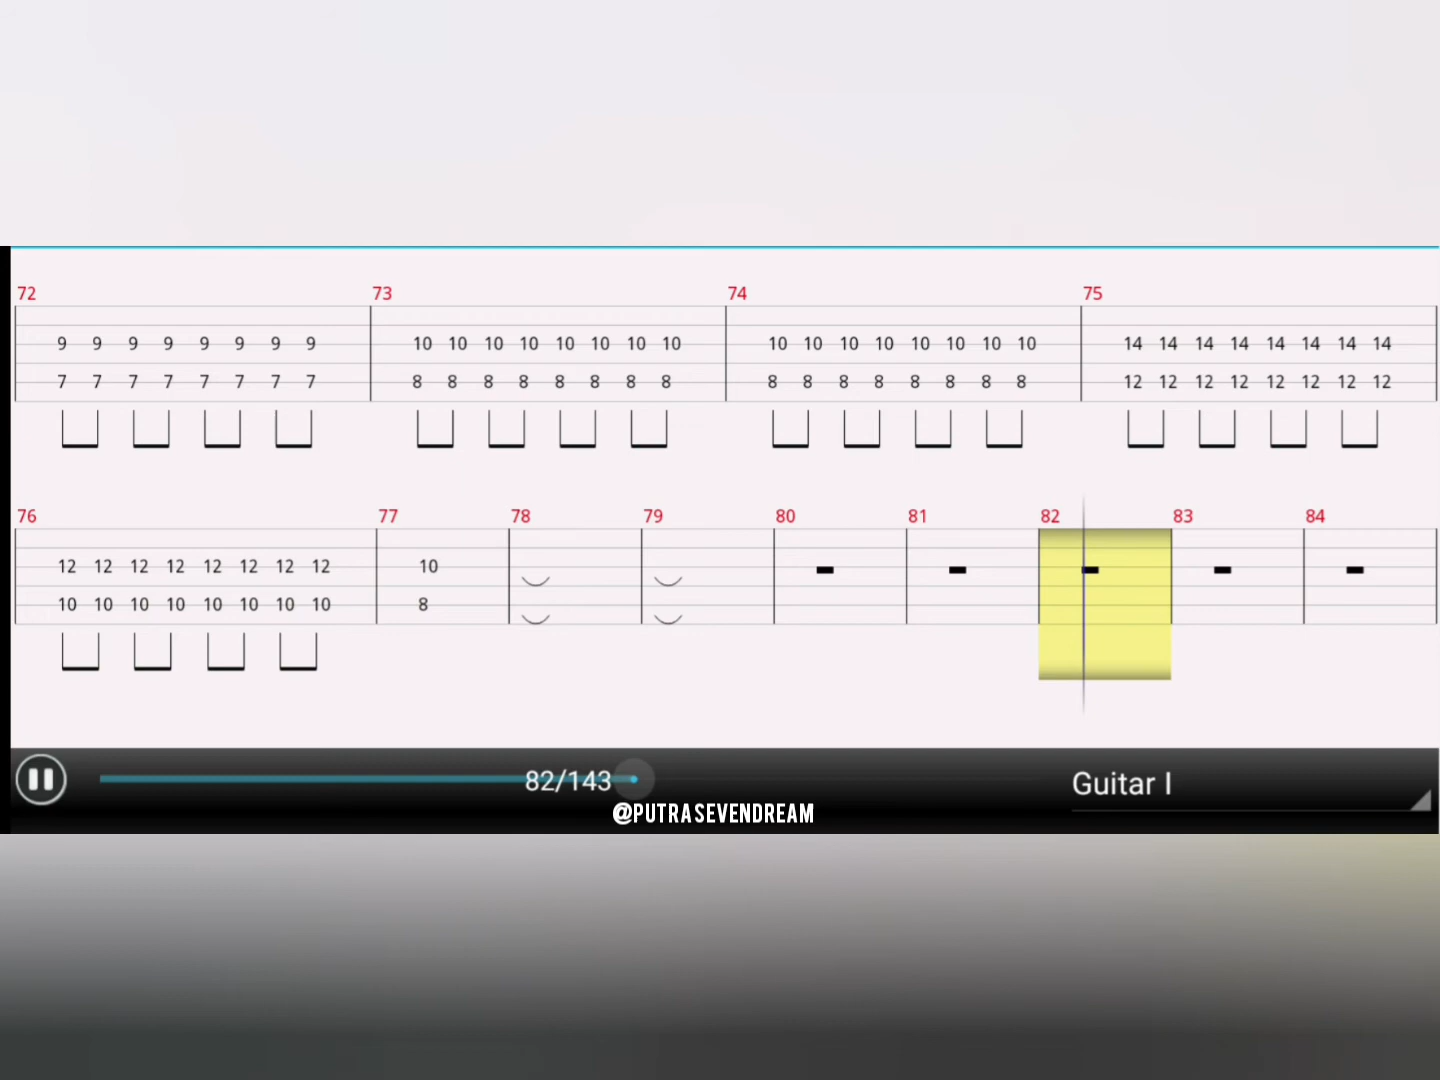 72 73 74 75
9 9 9 9 9 9 9 9 10 10 10 10 10 10 10 10 10 10 10 10 10 10 10 10 14 14 14 14 14 14 14 14
7 7 7 7 7 7 7 7 8 8 8 8 8 8 8 8 8 8 8 8 8 8 8 8 12 12 12 12 12 12 12 12
76 77 78 79 80 81 82 83 84
12 12 12 12 12 12 12 12 10
10 10 10 10 10 10 10 10 8
82/143 Guitar I
@PUTRASEVENDREAM